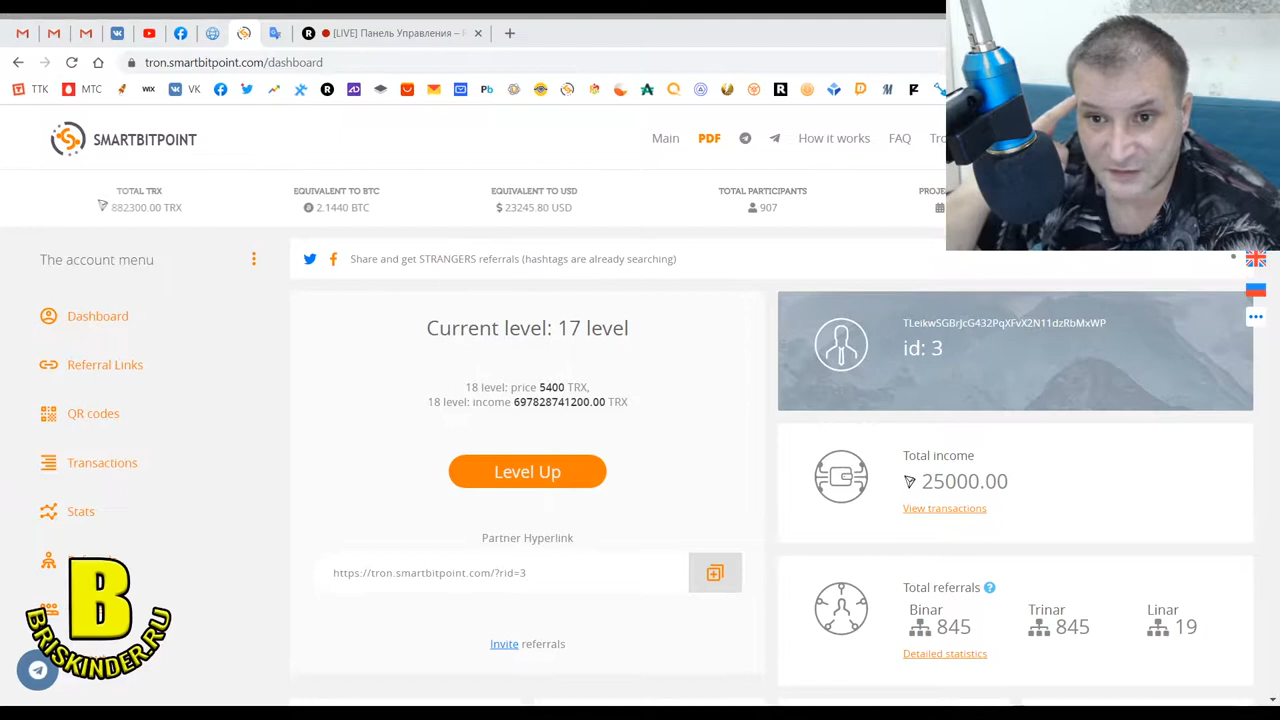 [LIVE] Панель Управления – R
tron.smartbitpoint.com/dashboard
ТТК
МТС
WIX
VK
Pb
SMARTBITPOINT
Main
PDF
How it works
FAQ
TOTAL TRX
882300.00 TRX
EQUIVALENT TO BTC
2.1440 BTC
EQUIVALENT TO USD
$ 23245.80 USD
TOTAL PARTICIPANTS
907
The account menu
Dashboard
Referral Links
QR codes
Transactions
Stats
B
BRISKINDER.RU
Share and get STRANGERS referrals (hashtags are already searching)
Current level: 17 level
18 level: price 5400 TRX,
18 level: income 697828741200.00 TRX
Level Up
Partner Hyperlink
https://tron.smartbitpoint.com/?rid=3
Invite referrals
TLeikwSGBrJcG432PqXFvX2N11dzRbMxWP
id: 3
Total income
25000.00
View transactions
Total referrals ?
Binar
845
Trinar
845
Linar
19
Detailed statistics